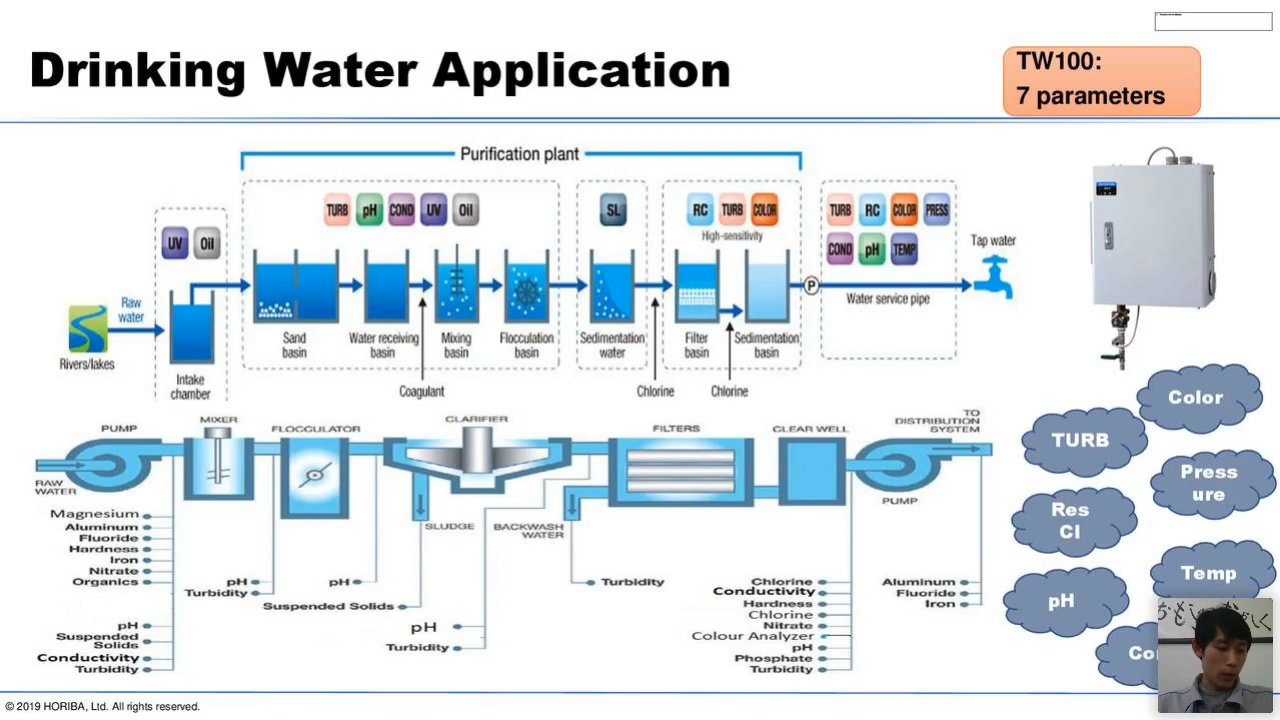 Drinking Water Application
TW100:
7 parameters
Purification plant
TURB
pH
COND
UV
Oil
SL
RC
TURB
COLOR
High-sensitivity
TURB
RC
COLOR
PRESS
COND
pH
TEMP
UV
Oil
Tap water
Raw
water
P
Water service pipe
Rivers/lakes
Intake
chamber
Sand
basin
Water receiving
basin
Mixing
basin
Flocculation
basin
Sedimentation
water
Filter
basin
Sedimentation
basin
Coagulant
Chlorine
Chlorine
PUMP
MIXER
FLOCCULATOR
CLARIFIER
FILTERS
CLEAR WELL
TO
DISTRIBUTION
SYSTEM
RAW
WATER
SLUDGE
BACKWASH
WATER
PUMP
Magnesium
Aluminum
Fluoride
Hardness
Iron
Nitrate
Organics
pH
Suspended
Solids
Conductivity
Turbidity
pH
Turbidity
pH
Suspended Solids
pH
Turbidity
Turbidity
Chlorine
Conductivity
Hardness
Chlorine
Nitrate
Colour Analyzer
pH
Phosphate
Turbidity
Aluminum
Fluoride
Iron
Color
TURB
Press
ure
Res
Cl
Temp
pH
Co
© 2019 HORIBA, Ltd. All rights reserved.